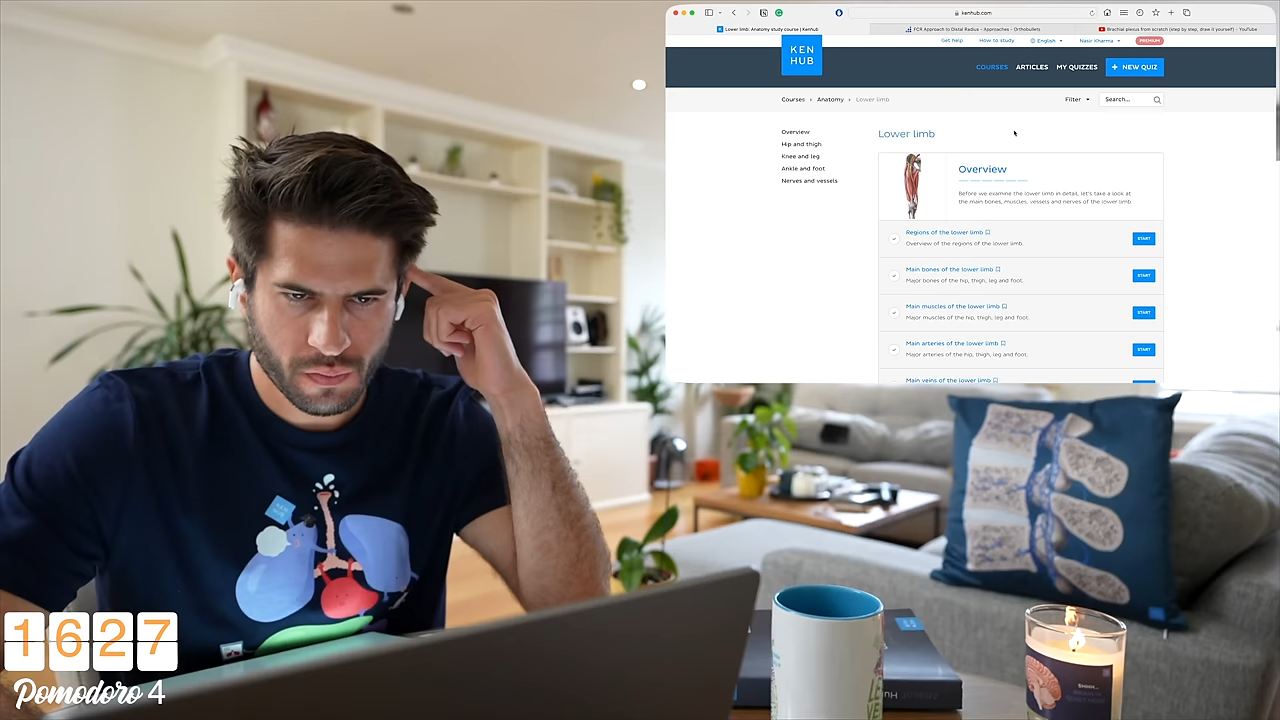 kenhub.com
Lower limb: Anatomy study course | Kenhub
FCR Approach to Distal Radius - Approaches - Orthobullets
Brachial plexus from scratch (step by step, draw it yourself!) - YouTube
Get help
How to study
English
Nasir Kharma
PREMIUM
KEN
HUB
COURSES
ARTICLES
MY QUIZZES
+ NEW QUIZ
Courses
Anatomy
Lower limb
Filter
Search...
Overview
Hip and thigh
Knee and leg
Ankle and foot
Nerves and vessels
Lower limb
Overview
Before we examine the lower limb in detail, let's take a look at
the main bones, muscles, vessels and nerves of the lower limb.
Regions of the lower limb
Overview of the regions of the lower limb.
START
Main bones of the lower limb
Major bones of the hip, thigh, leg and foot.
START
Main muscles of the lower limb
Major muscles of the hip, thigh, leg and foot.
START
Main arteries of the lower limb
Major arteries of the hip, thigh, leg and foot.
START
Main veins of the lower limb
1627
Pomodoro 4